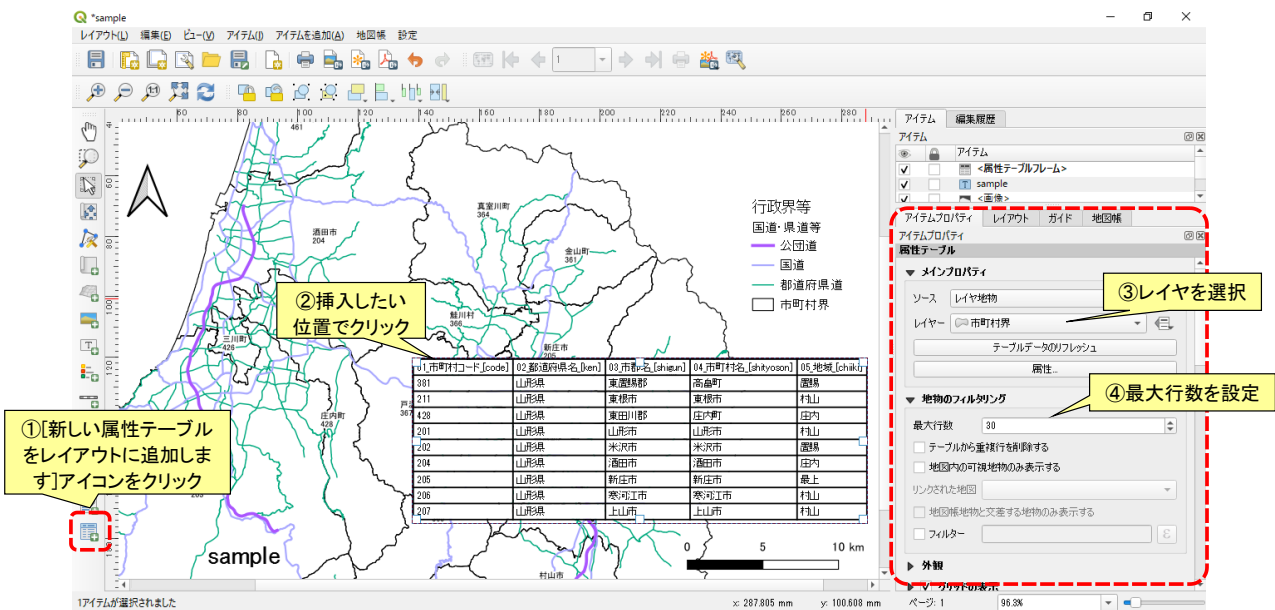 *sample
レイアウト(L) 編集(E) ビュー(V) アイテム(I) アイテムを追加(A) 地図帳 設定
1
60 80 100 120 140 160 180 200 220 240 260 280
アイテム 編集履歴
アイテム
アイテム
<属性テーブルフレーム>
sample
<画像>
アイテムプロパティ レイアウト ガイド 地図帳
アイテムプロパティ
属性テーブル
メインプロパティ
ソース レイヤ地物
レイヤー 市町村界
テーブルデータのリフレッシュ
属性...
地物のフィルタリング
最大行数 30
テーブルから重複行を削除する
地図内の可視地物のみ表示する
リンクされた地図
地図帳地物と交差する地物のみ表示する
フィルター
ε
外観
グリッドの表示
③レイヤを選択
④最大行数を設定
②挿入したい
位置でクリック
①[新しい属性テーブル
をレイアウトに追加しま
す]アイコンをクリック
461
真室川町
364
酒田市
204
金山町
361
鮭川村
366
新庄市
205
三川町
426
庄内町
428
367
村山市
行政界等
国道・県道等
公団道
国道
都道府県道
市町村界
01_市町村コード_[code] 02_都道府県名_[ken] 03_市郡名_[shigun] 04_市町村名_[shityoson] 05_地域_[chiiki]
381 山形県 東置賜郡 高畠町 置賜
211 山形県 東根市 東根市 村山
428 山形県 東田川郡 庄内町 庄内
201 山形県 山形市 山形市 村山
202 山形県 米沢市 米沢市 置賜
204 山形県 酒田市 酒田市 庄内
205 山形県 新庄市 新庄市 最上
206 山形県 寒河江市 寒河江市 村山
207 山形県 上山市 上山市 村山
sample
0 5 10 km
1アイテムが選択されました
x: 287.805 mm y: 100.608 mm ページ: 1 96.3%